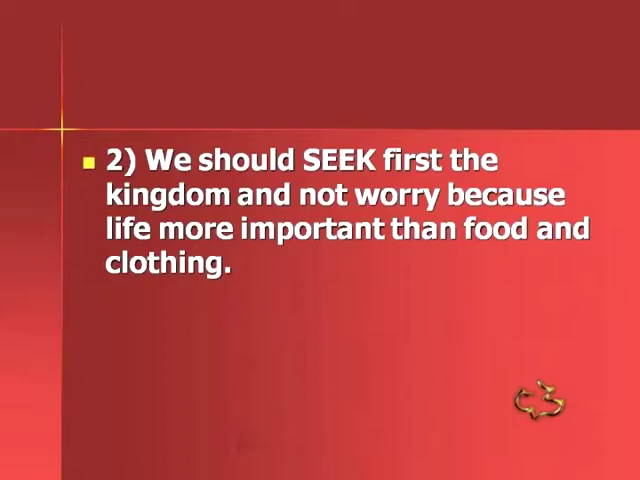 2) We should SEEK first the
kingdom and not worry because
life more important than food and
clothing.